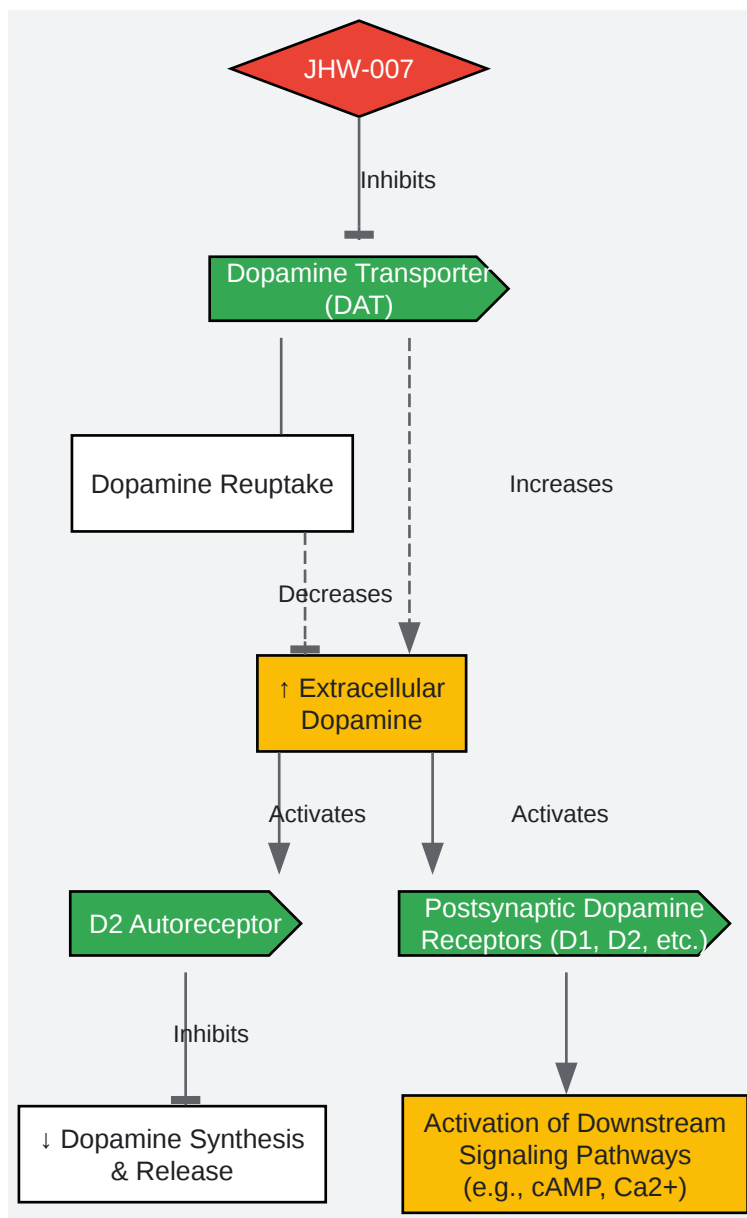 JHW-007
Inhibits
Dopamine Transporter
(DAT)
Dopamine Reuptake
Increases
Decreases
↑ Extracellular
Dopamine
Activates
Activates
D2 Autoreceptor
Postsynaptic Dopamine
Receptors (D1, D2, etc.)
Inhibits
↓ Dopamine Synthesis
& Release
Activation of Downstream
Signaling Pathways
(e.g., cAMP, Ca2+)